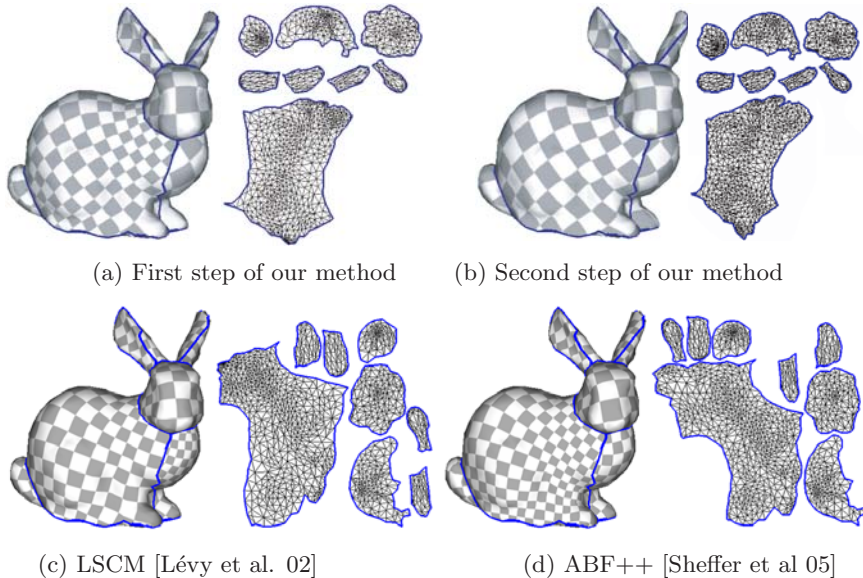 (a) First step of our method
(b) Second step of our method
(c) LSCM [Lévy et al. 02]
(d) ABF++ [Sheffer et al 05]